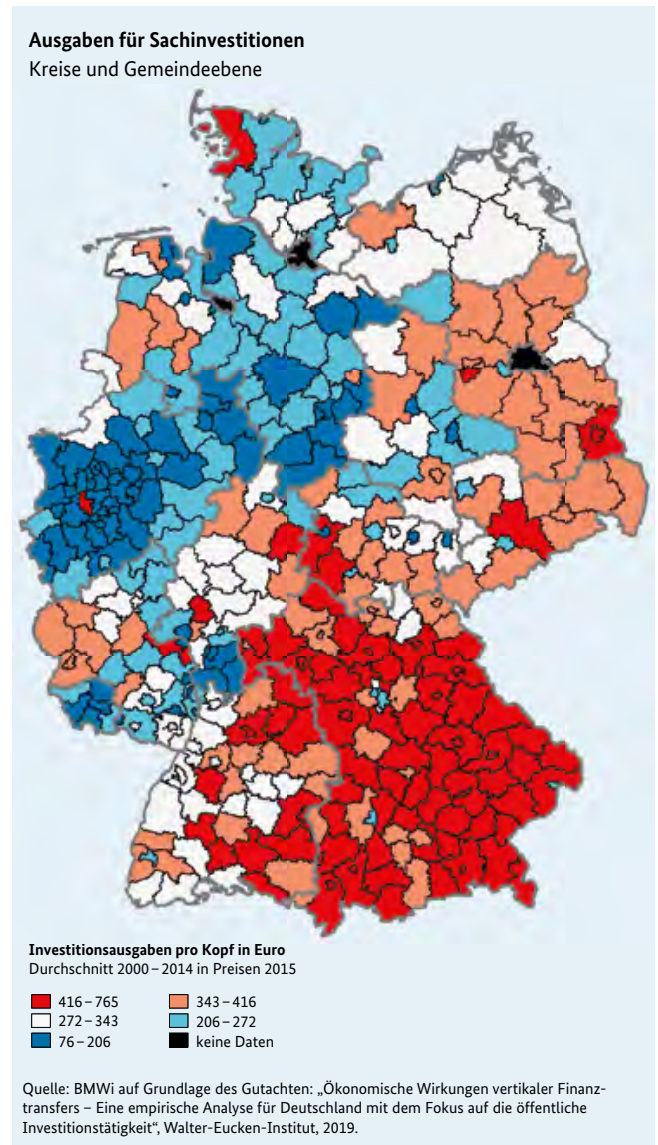 Ausgaben für Sachinvestitionen
Kreise und Gemeindeebene
Investitionsausgaben pro Kopf in Euro
Durchschnitt 2000 – 2014 in Preisen 2015
416 – 765
343 – 416
272 – 343
206 – 272
76 – 206
keine Daten
Quelle: BMWi auf Grundlage des Gutachten: „Ökonomische Wirkungen vertikaler Finanz-
transfers – Eine empirische Analyse für Deutschland mit dem Fokus auf die öffentliche
Investitionstätigkeit“, Walter-Eucken-Institut, 2019.